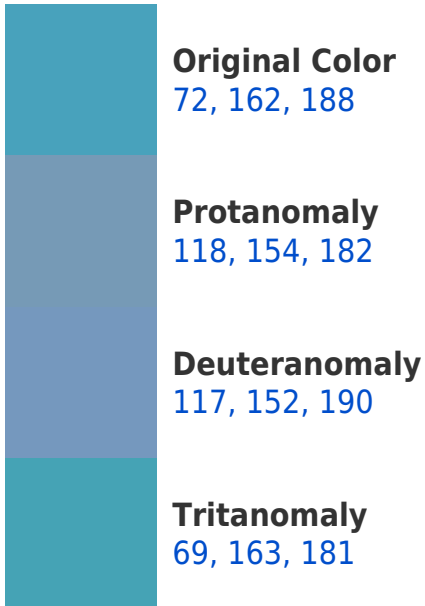 Original Color
72, 162, 188
Protanomaly
118, 154, 182
Deuteranomaly
117, 152, 190
Tritanomaly
69, 163, 181